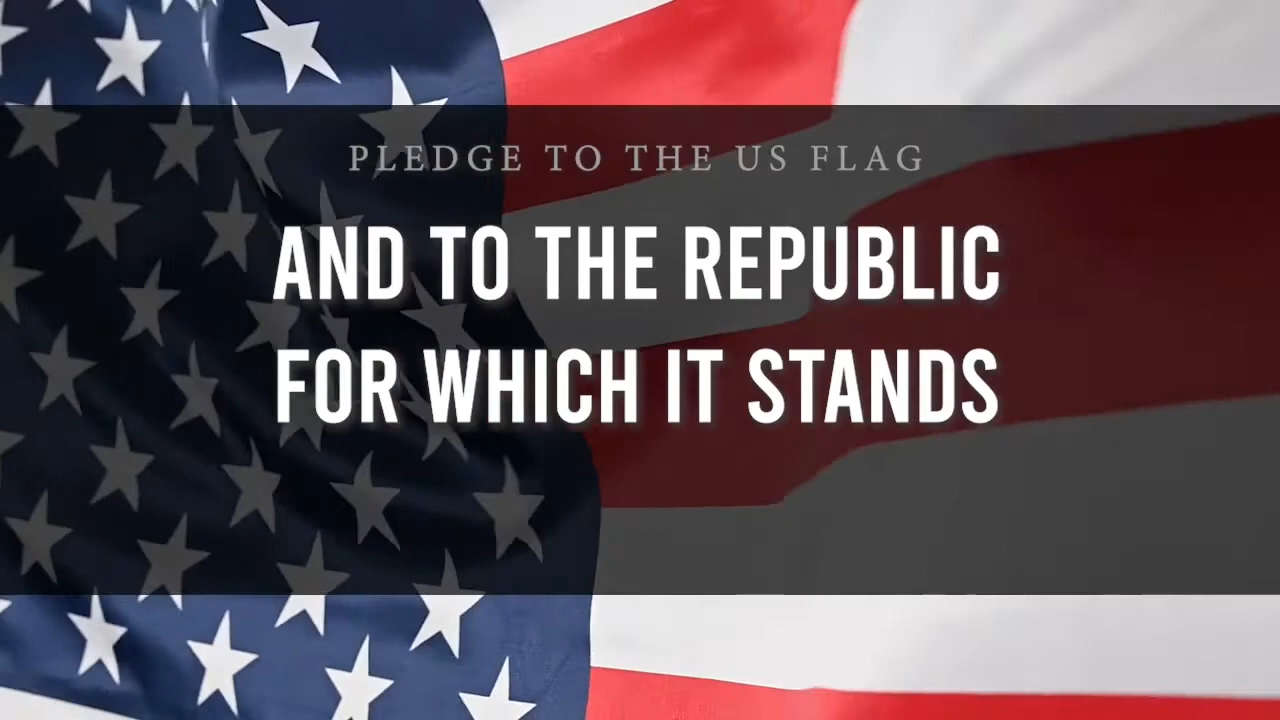 PLEDGE TO THE US FLAG
AND TO THE REPUBLIC
FOR WHICH IT STANDS